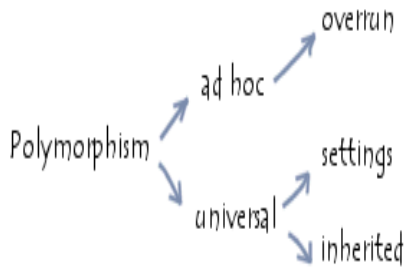 overrun
ad hoc
Polymorphism
settings
universal
inherited